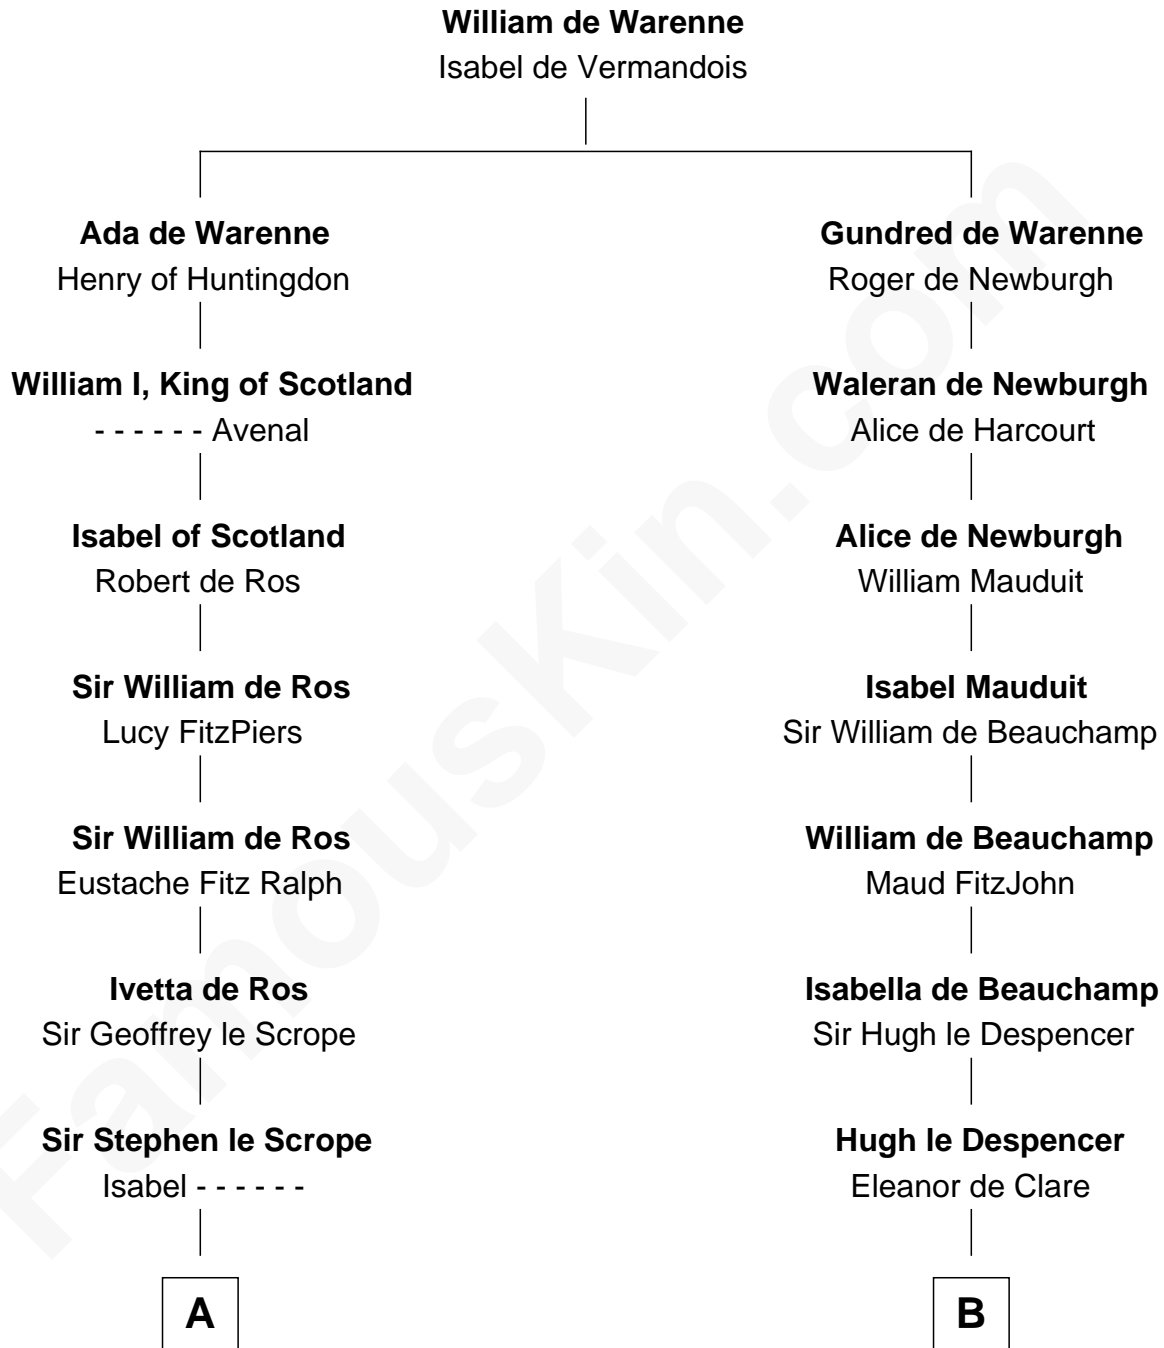 William de Warenne
Isabel de Vermandois
Ada de Warenne
Henry of Huntingdon
Gundred de Warenne
Roger de Newburgh
William I, King of Scotland
- - - - - - Avenal
Waleran de Newburgh
Alice de Harcourt
Isabel of Scotland
Robert de Ros
Alice de Newburgh
William Mauduit
Sir William de Ros
Lucy FitzPiers
Isabel Mauduit
Sir William de Beauchamp
Sir William de Ros
Eustache Fitz Ralph
William de Beauchamp
Maud FitzJohn
Ivetta de Ros
Sir Geoffrey le Scrope
Isabella de Beauchamp
Sir Hugh le Despencer
Sir Stephen le Scrope
Isabel - - - - - -
Hugh le Despencer
Eleanor de Clare
A
B
FamousKin.com